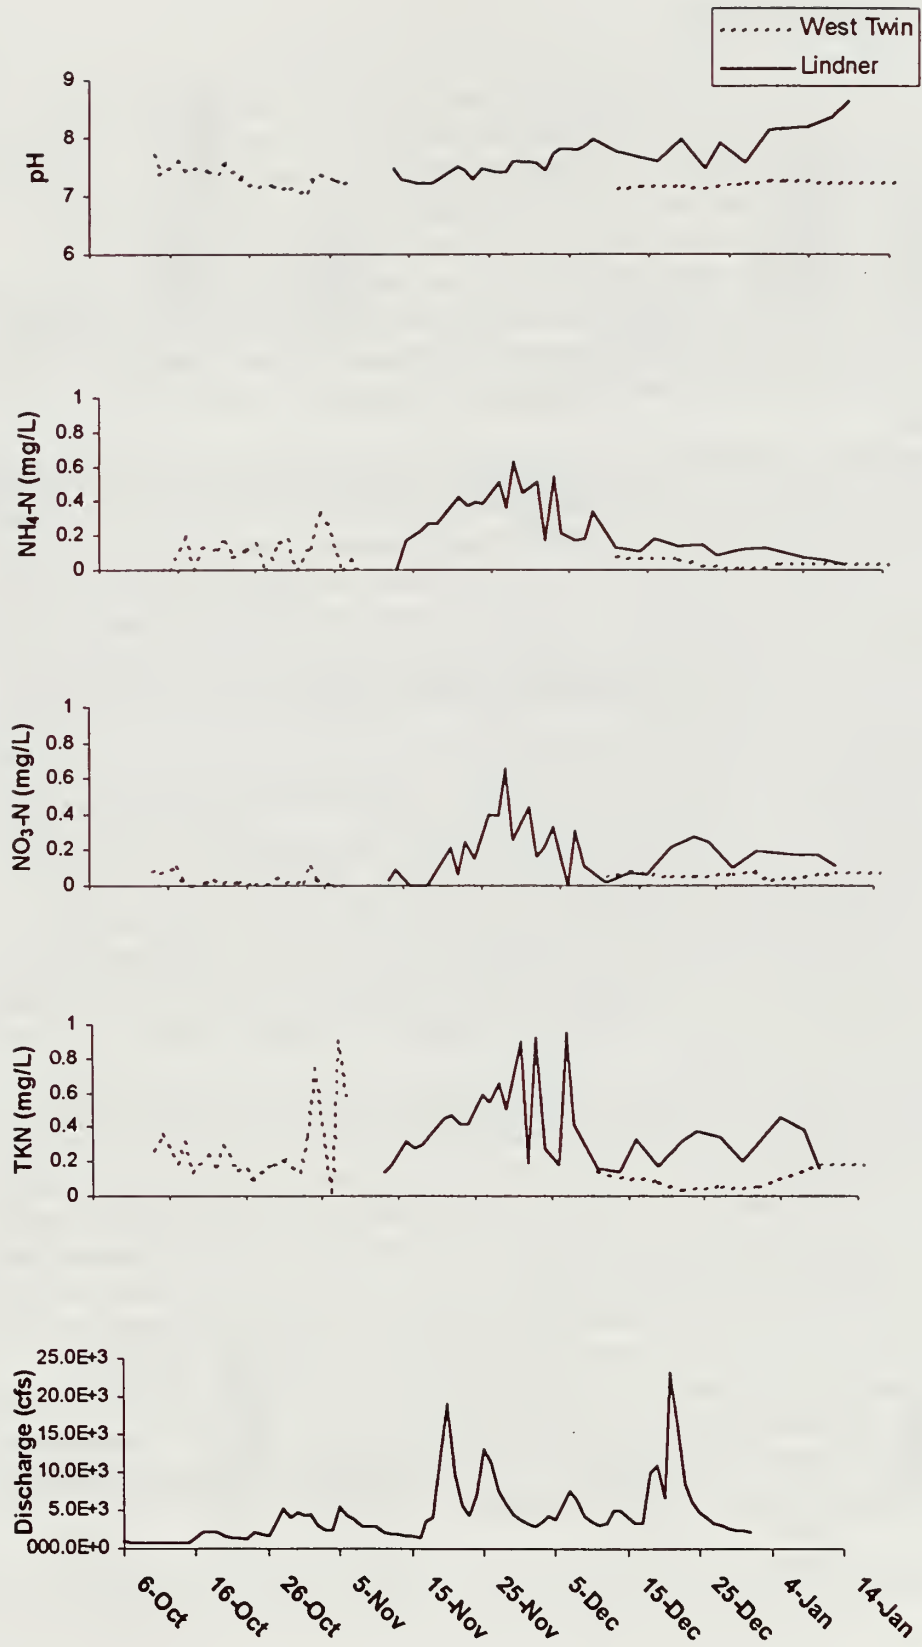 West Twin
Lindner
9
8
7
6
pH
1
0.8
0.6
0.4
0.2
0
NH₄-N (mg/L)
1
0.8
0.6
0.4
0.2
0
NO₃-N (mg/L)
1
0.8
0.6
0.4
0.2
0
TKN (mg/L)
25.0E+3
20.0E+3
15.0E+3
10.0E+3
5.0E+3
000.0E+0
Discharge (cfs)
6-Oct
16-Oct
26-Oct
5-Nov
15-Nov
25-Nov
5-Dec
15-Dec
25-Dec
4-Jan
14-Jan